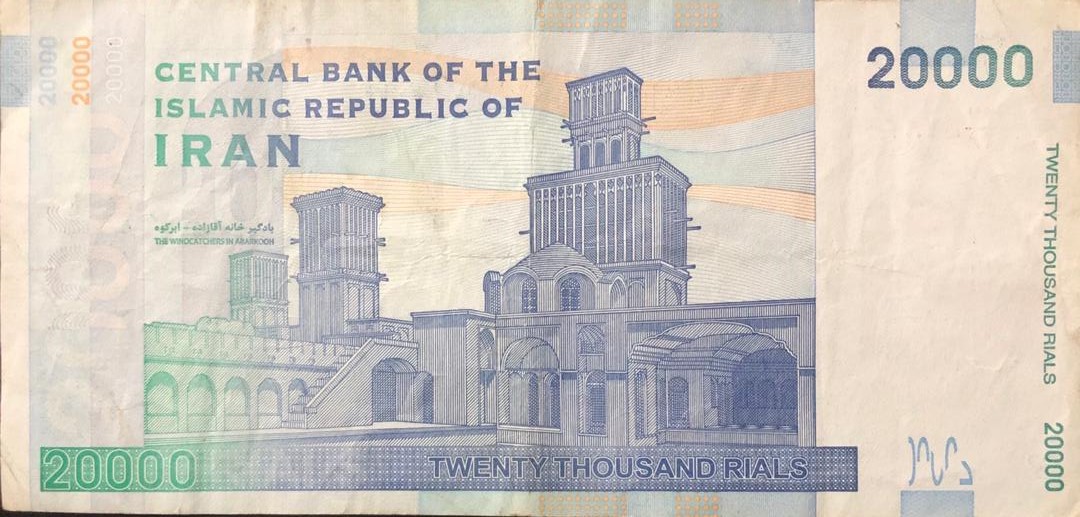 20000
20000
20000
CENTRAL BANK OF THE
ISLAMIC REPUBLIC OF
IRAN
20000
بادگیر خانه آقازاده - ابرکوه
THE WINDCATCHERS IN ABARKOOH
TWENTY THOUSAND RIALS
20000
20000
TWENTY THOUSAND RIALS